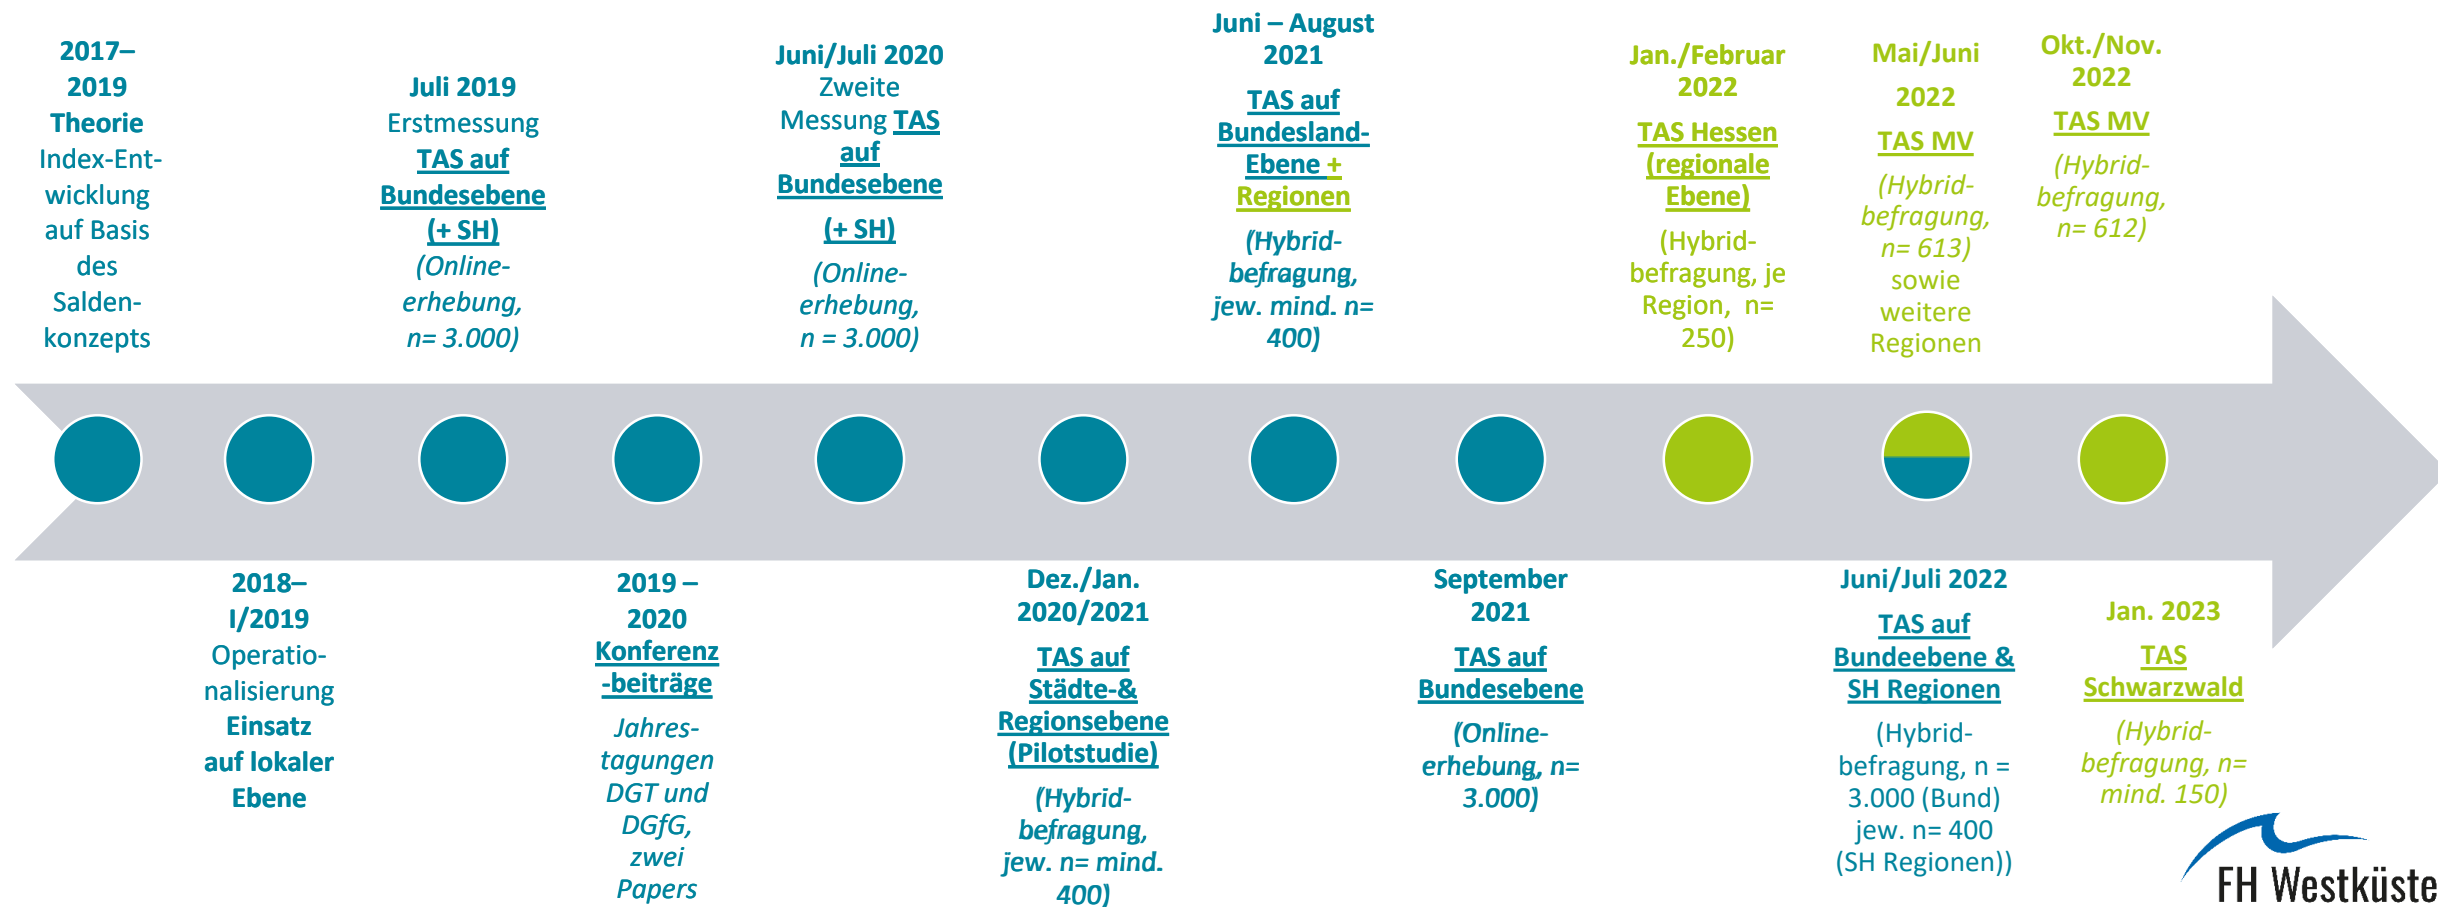 2017–
2019
Theorie
Index-Ent-
wicklung
auf Basis
des
Salden-
konzepts
Juli 2019
Erstmessung
TAS auf
Bundesebene
(+ SH)
(Online-
erhebung,
n= 3.000)
Juni/Juli 2020
Zweite
Messung TAS
auf
Bundesebene
(+ SH)
(Online-
erhebung,
n = 3.000)
Juni – August
2021
TAS auf
Bundesland-
Ebene +
Regionen
(Hybrid-
befragung,
jew. mind. n=
400)
Jan./Februar
2022
TAS Hessen
(regionale
Ebene)
(Hybrid-
befragung, je
Region, n=
250)
Mai/Juni
2022
TAS MV
(Hybrid-
befragung,
n= 613)
sowie
weitere
Regionen
Okt./Nov.
2022
TAS MV
(Hybrid-
befragung,
n= 612)
2018–
I/2019
Operatio-
nalisierung
Einsatz
auf lokaler
Ebene
2019 –
2020
Konferenz
-beiträge
Jahres-
tagungen
DGT und
DGfG,
zwei
Papers
Dez./Jan.
2020/2021
TAS auf
Städte-&
Regionsebene
(Pilotstudie)
(Hybrid-
befragung,
jew. n= mind.
400)
September
2021
TAS auf
Bundesebene
(Online-
erhebung, n=
3.000)
Juni/Juli 2022
TAS auf
Bundeebene &
SH Regionen
(Hybrid-
befragung, n =
3.000 (Bund)
jew. n= 400
(SH Regionen))
Jan. 2023
TAS
Schwarzwald
(Hybrid-
befragung, n=
mind. 150)
FH Westküste